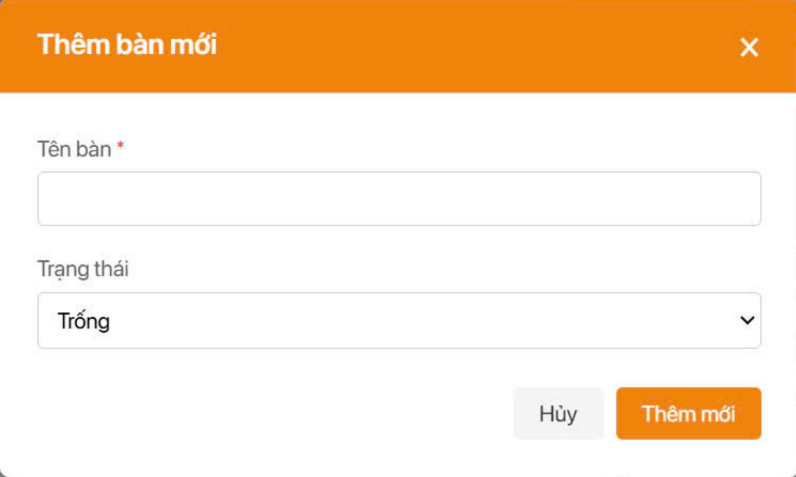 Thêm bàn mới
Tên bàn *
Trạng thái
Trống
Hủy
Thêm mới